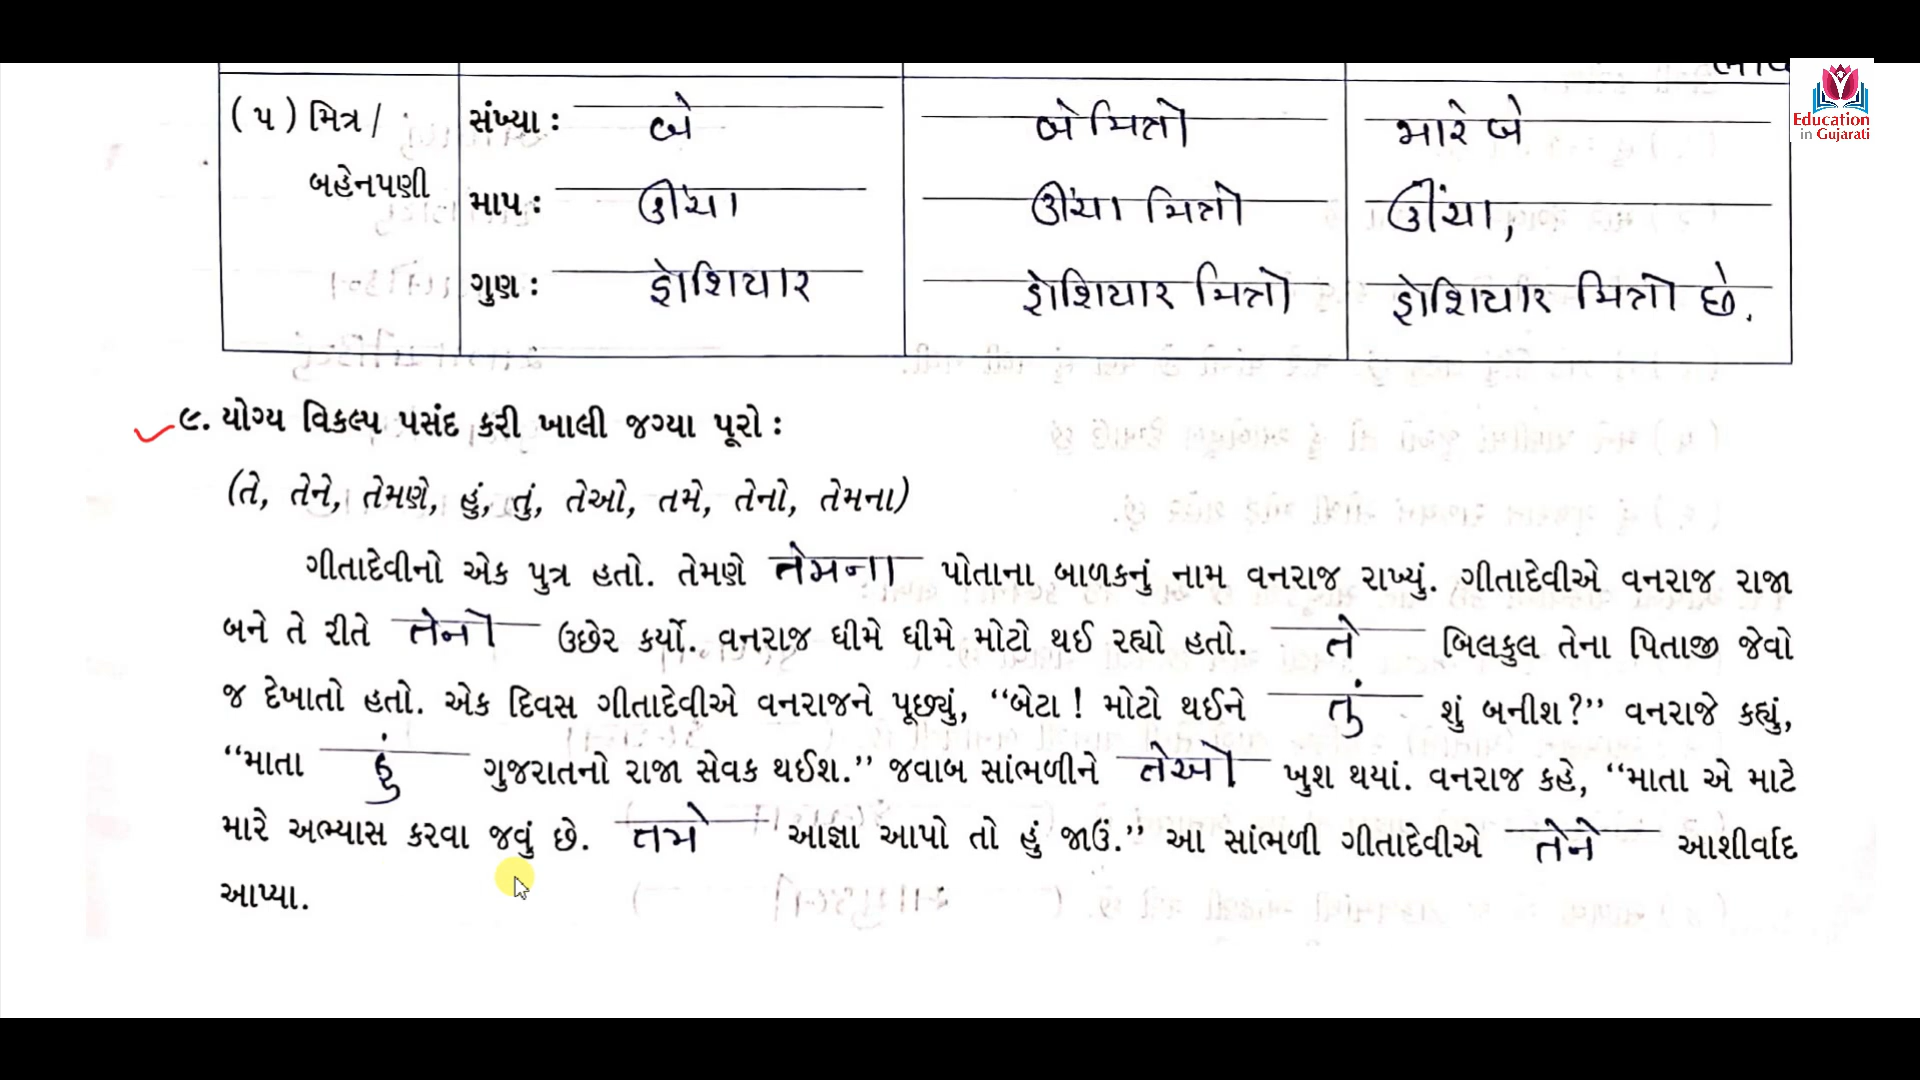 Education
in Gujarati
(૫) મિત્ર / સંખ્યા : બે બે મિત્રો મારે બે
બહેનપણી માપ : ઊંચા ઊંચા મિત્રો ઊંચા,
ગુણ : હોશિયાર હોશિયાર મિત્રો હોશિયાર મિત્રો છે.
૯. યોગ્ય વિકલ્પ પસંદ કરી ખાલી જગ્યા પૂરો :
(તે, તેને, તેમણે, હું, તું, તેઓ, તમે, તેનો, તેમના)
ગીતાદેવીનો એક પુત્ર હતો. તેમણે તેમના પોતાના બાળકનું નામ વનરાજ રાખ્યું. ગીતાદેવીએ વનરાજ રાજા
બને તે રીતે તેનો ઉછેર કર્યો. વનરાજ ધીમે ધીમે મોટો થઈ રહ્યો હતો. તે બિલકુલ તેના પિતાજી જેવો
જ દેખાતો હતો. એક દિવસ ગીતાદેવીએ વનરાજને પૂછ્યું, “બેટા ! મોટો થઈને તું શું બનીશ ?” વનરાજે કહ્યું,
“માતા હું ગુજરાતનો રાજા સેવક થઈશ.” જવાબ સાંભળીને તેઓ ખુશ થયાં. વનરાજ કહે, “માતા એ માટે
મારે અભ્યાસ કરવા જવું છે. તમે આજ્ઞા આપો તો હું જાઉં.” આ સાંભળી ગીતાદેવીએ તેને આશીર્વાદ
આપ્યા.